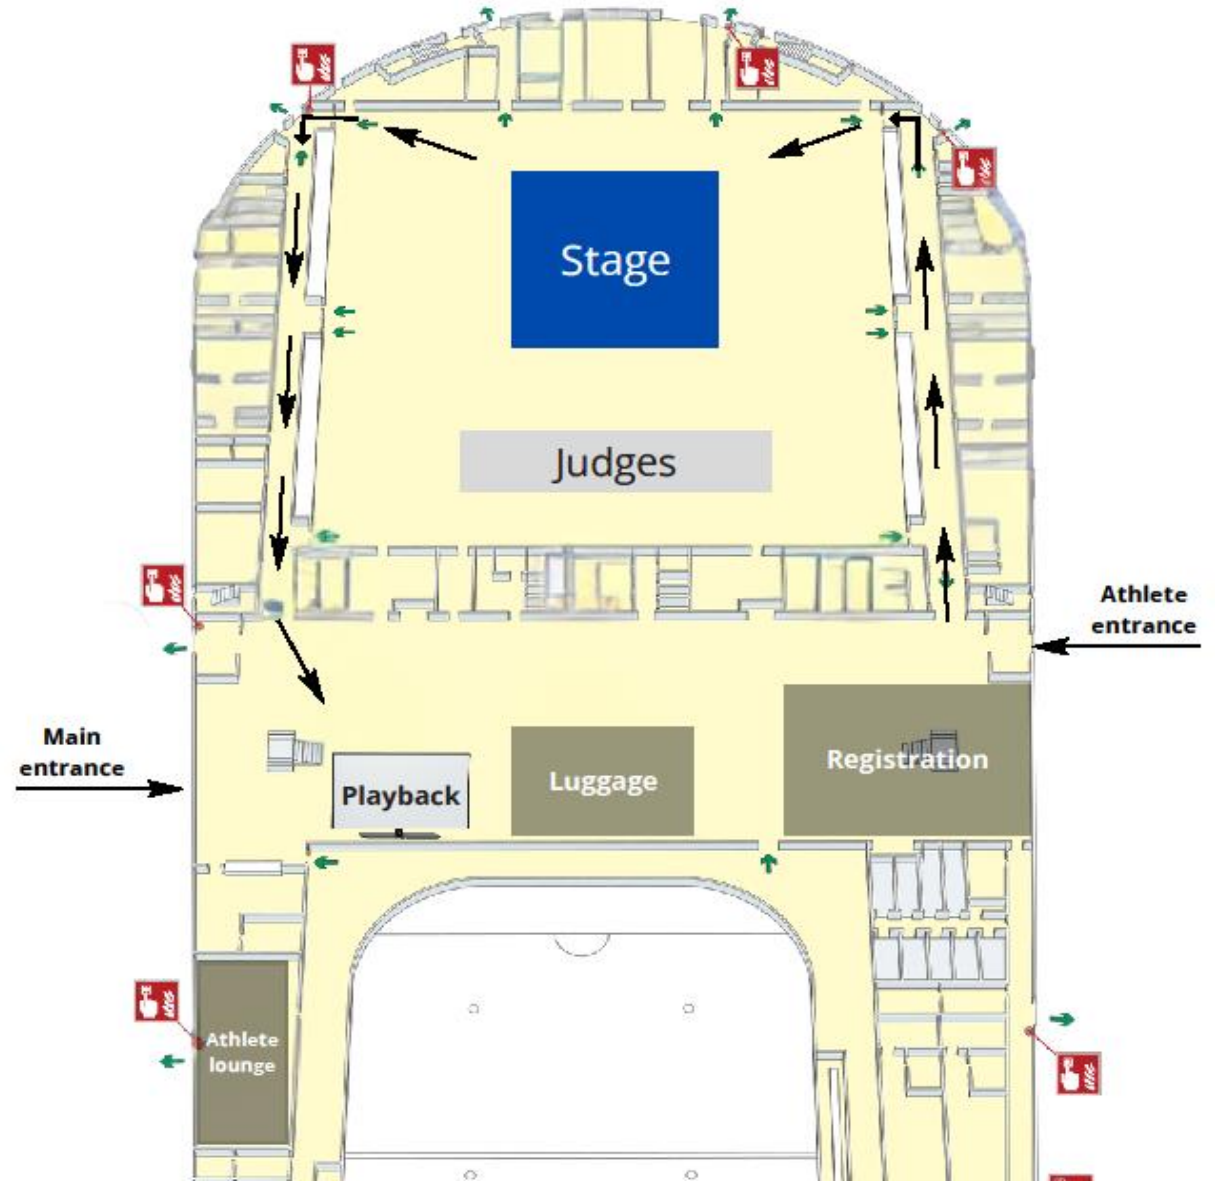 Stage
Judges
Athlete
entrance
Main
entrance
Playback
Luggage
Registration
Athlete
lounge